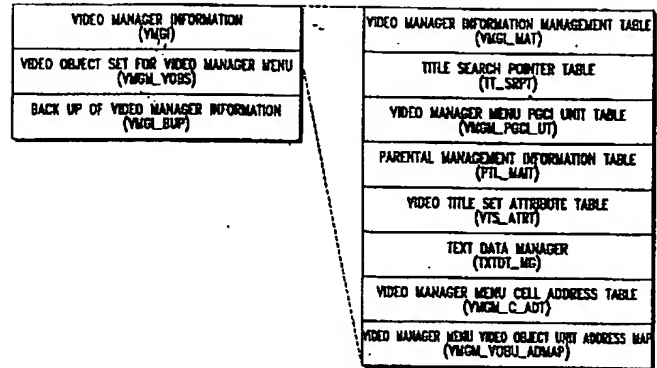 VIDEO MANAGER INFORMATION
(VMGI)
VIDEO OBJECT SET FOR VIDEO MANAGER MENU
(VMGM_VOBS)
BACK UP OF VIDEO MANAGER INFORMATION
(VMGI_BUP)
VIDEO MANAGER INFORMATION MANAGEMENT TABLE
(VMGI_MAT)
TITLE SEARCH POINTER TABLE
(TT_SRPT)
VIDEO MANAGER MENU PGCI UNIT TABLE
(VMGM_PGCI_UT)
PARENTAL MANAGEMENT INFORMATION TABLE
(PTL_MAIT)
VIDEO TITLE SET ATTRIBUTE TABLE
(VTS_ATRT)
TEXT DATA MANAGER
(TXTDT_MG)
VIDEO MANAGER MENU CELL ADDRESS TABLE
(VMGM_C_ADT)
VIDEO MANAGER MENU VIDEO OBJECT UNIT ADDRESS MAP
(VMGM_VOBU_ADMAP)